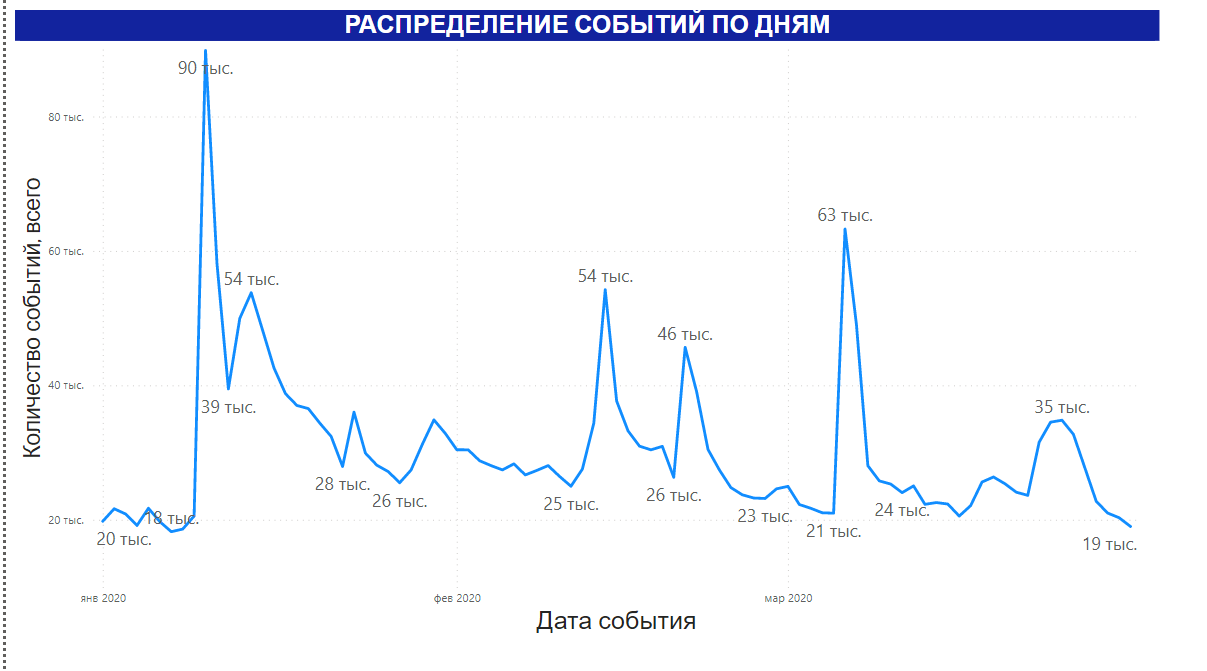 РАСПРЕДЕЛЕНИЕ СОБЫТИЙ ПО ДНЯМ
90 тыс.
80 тыс.
63 тыс.
60 тыс.
54 тыс.
54 тыс.
46 тыс.
40 тыс.
39 тыс.
35 тыс.
28 тыс.
26 тыс.
25 тыс.
26 тыс.
23 тыс.
24 тыс.
21 тыс.
20 тыс.
18 тыс.
20 тыс.
19 тыс.
Количество событий, всего
янв 2020
фев 2020
мар 2020
Дата события